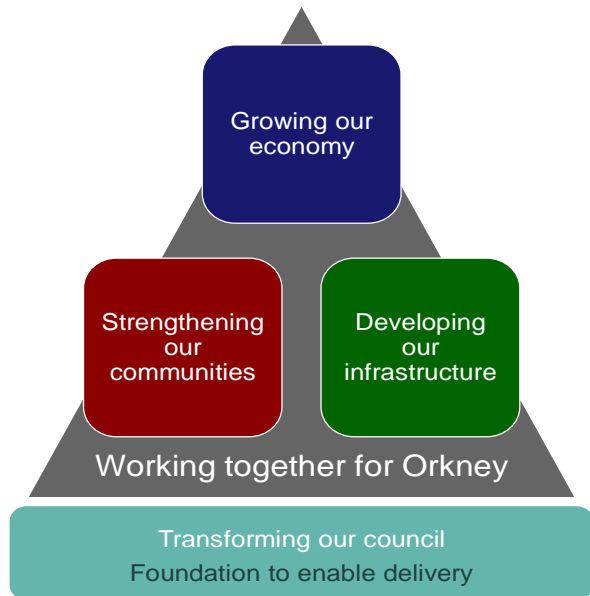 Growing our
economy
Strengthening
our
communities
Developing
our
infrastructure
Working together for Orkney
Transforming our council
Foundation to enable delivery